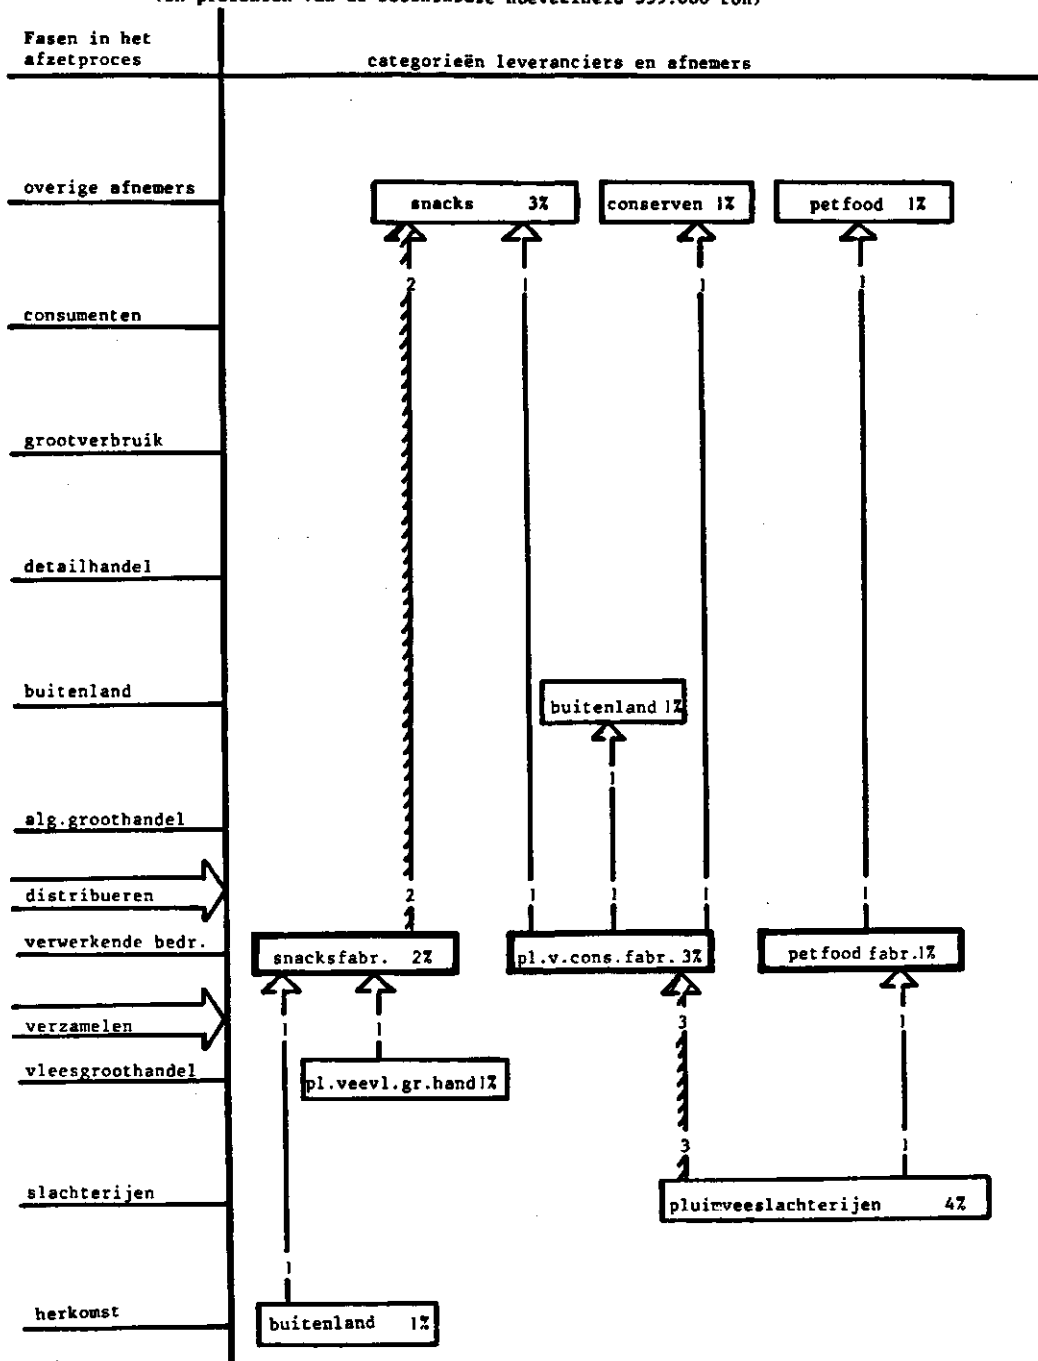 Fasen in het
afzetproces
categorieën leveranciers en afnemers
overige afnemers
snacks 3%
conserven 1%
petfood 1%
2 1 1 1
consumenten
grootverbruik
detailhandel
buitenland
buitenland 1%
1
alg.groothandel
distribueren
2 1 1 1 1
verwerkende bedr.
snacksfabr. 2%
pl.v.cons.fabr. 3%
petfood fabr.1%
verzamelen
1 1 3 1
vleesgroothandel
pl.veevl.gr.hand 1%
3 1
slachterijen
pluimveeslachterijen 4%
1
herkomst
buitenland 1%